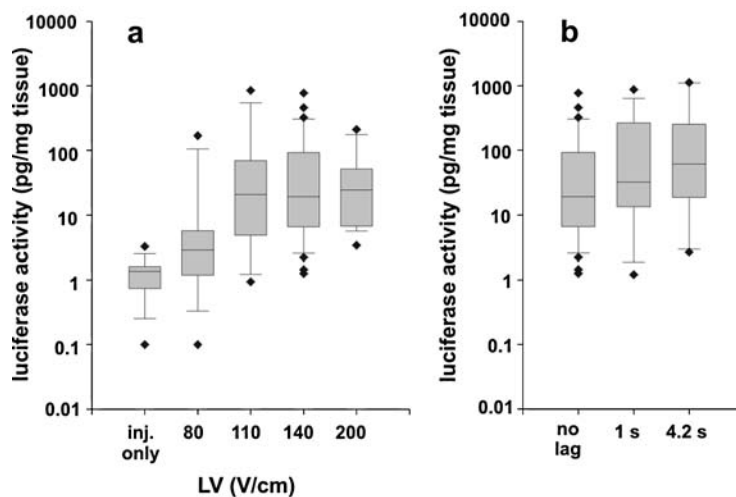 a
luciferase activity (pg/mg tissue)
10000
1000
100
10
1
0.1
0.01
inj. only
80
110
140
200
LV (V/cm)
b
luciferase activity (pg/mg tissue)
10000
1000
100
10
1
0.1
0.01
no lag
1 s
4.2 s